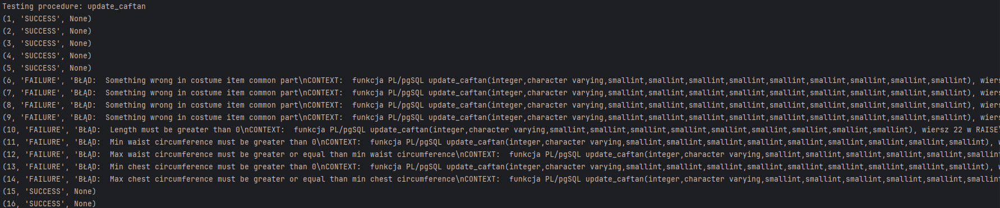 Testing procedure: update_caftan
(1, 'SUCCESS', None)
(2, 'SUCCESS', None)
(3, 'SUCCESS', None)
(4, 'SUCCESS', None)
(5, 'SUCCESS', None)
(6, 'FAILURE', 'BŁĄD:  Something wrong in costume item common part\nCONTEXT:  funkcja PL/pgSQL update_caftan(integer,character varying,smallint,smallint,smallint,smallint,smallint,smallint,smallint,smallint,smallint), wiers
(7, 'FAILURE', 'BŁĄD:  Something wrong in costume item common part\nCONTEXT:  funkcja PL/pgSQL update_caftan(integer,character varying,smallint,smallint,smallint,smallint,smallint,smallint,smallint,smallint,smallint), wiers
(8, 'FAILURE', 'BŁĄD:  Something wrong in costume item common part\nCONTEXT:  funkcja PL/pgSQL update_caftan(integer,character varying,smallint,smallint,smallint,smallint,smallint,smallint,smallint,smallint,smallint), wiers
(9, 'FAILURE', 'BŁĄD:  Something wrong in costume item common part\nCONTEXT:  funkcja PL/pgSQL update_caftan(integer,character varying,smallint,smallint,smallint,smallint,smallint,smallint,smallint,smallint,smallint), wiers
(10, 'FAILURE', 'BŁĄD:  Length must be greater than 0\nCONTEXT:  funkcja PL/pgSQL update_caftan(integer,character varying,smallint,smallint,smallint,smallint,smallint,smallint,smallint,smallint,smallint), wiersz 22 w RAISE\
(11, 'FAILURE', 'BŁĄD:  Min waist circumference must be greater than 0\nCONTEXT:  funkcja PL/pgSQL update_caftan(integer,character varying,smallint,smallint,smallint,smallint,smallint,smallint,smallint,smallint,smallint), w
(12, 'FAILURE', 'BŁĄD:  Max waist circumference must be greater or equal than min waist circumference\nCONTEXT:  funkcja PL/pgSQL update_caftan(integer,character varying,smallint,smallint,smallint,smallint,smallint,smallint
(13, 'FAILURE', 'BŁĄD:  Min chest circumference must be greater than 0\nCONTEXT:  funkcja PL/pgSQL update_caftan(integer,character varying,smallint,smallint,smallint,smallint,smallint,smallint,smallint,smallint,smallint), w
(14, 'FAILURE', 'BŁĄD:  Max chest circumference must be greater or equal than min chest circumference\nCONTEXT:  funkcja PL/pgSQL update_caftan(integer,character varying,smallint,smallint,smallint,smallint,smallint,smallint
(15, 'SUCCESS', None)
(16, 'SUCCESS', None)